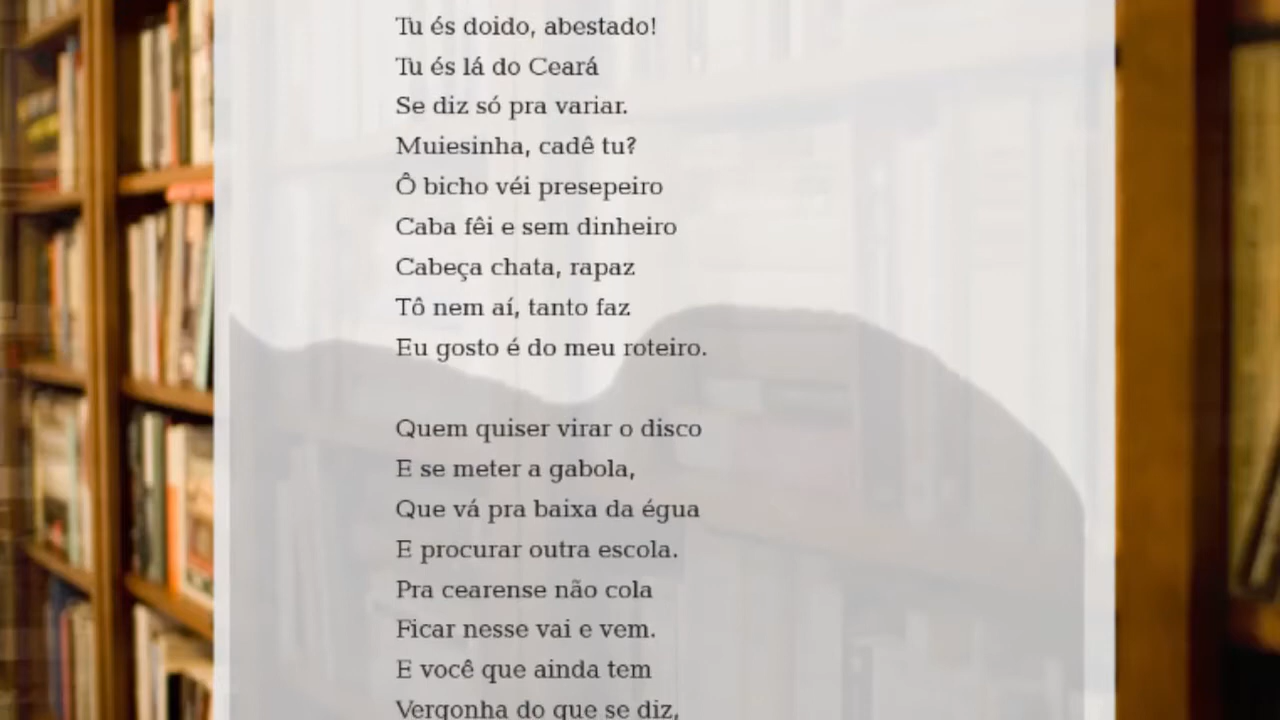 Tu és doido, abestado!
Tu és lá do Ceará
Se diz só pra variar.
Muiesinha, cadê tu?
Ô bicho véi presepeiro
Caba fêi e sem dinheiro
Cabeça chata, rapaz
Tô nem aí, tanto faz
Eu gosto é do meu roteiro.
Quem quiser virar o disco
E se meter a gabola,
Que vá pra baixa da égua
E procurar outra escola.
Pra cearense não cola
Ficar nesse vai e vem.
E você que ainda tem
Vergonha do que se diz,